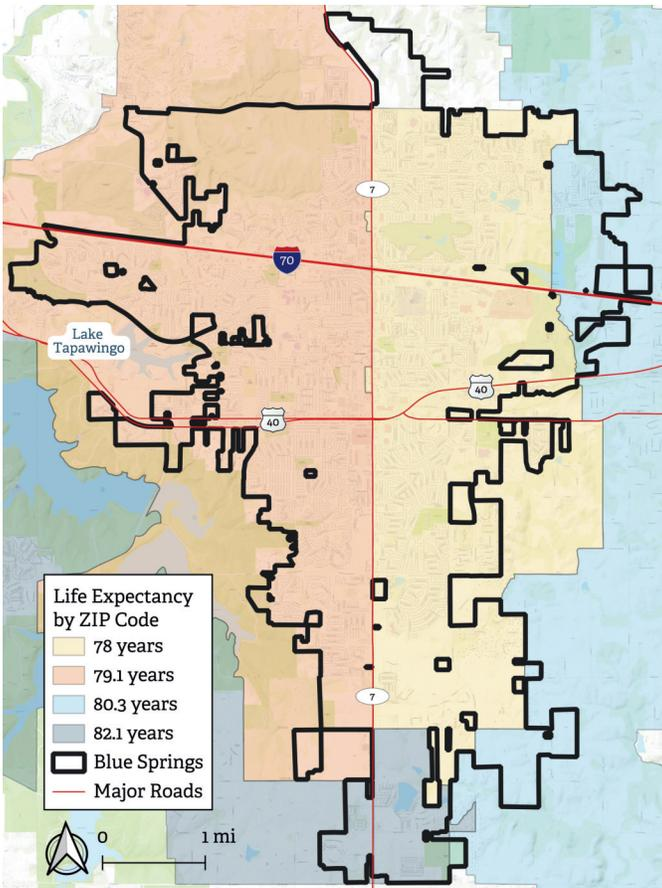 7
70
Lake
Tapawingo
40
40
Life Expectancy
by ZIP Code
78 years
79.1 years
80.3 years
82.1 years
Blue Springs
Major Roads
7
0 1 mi